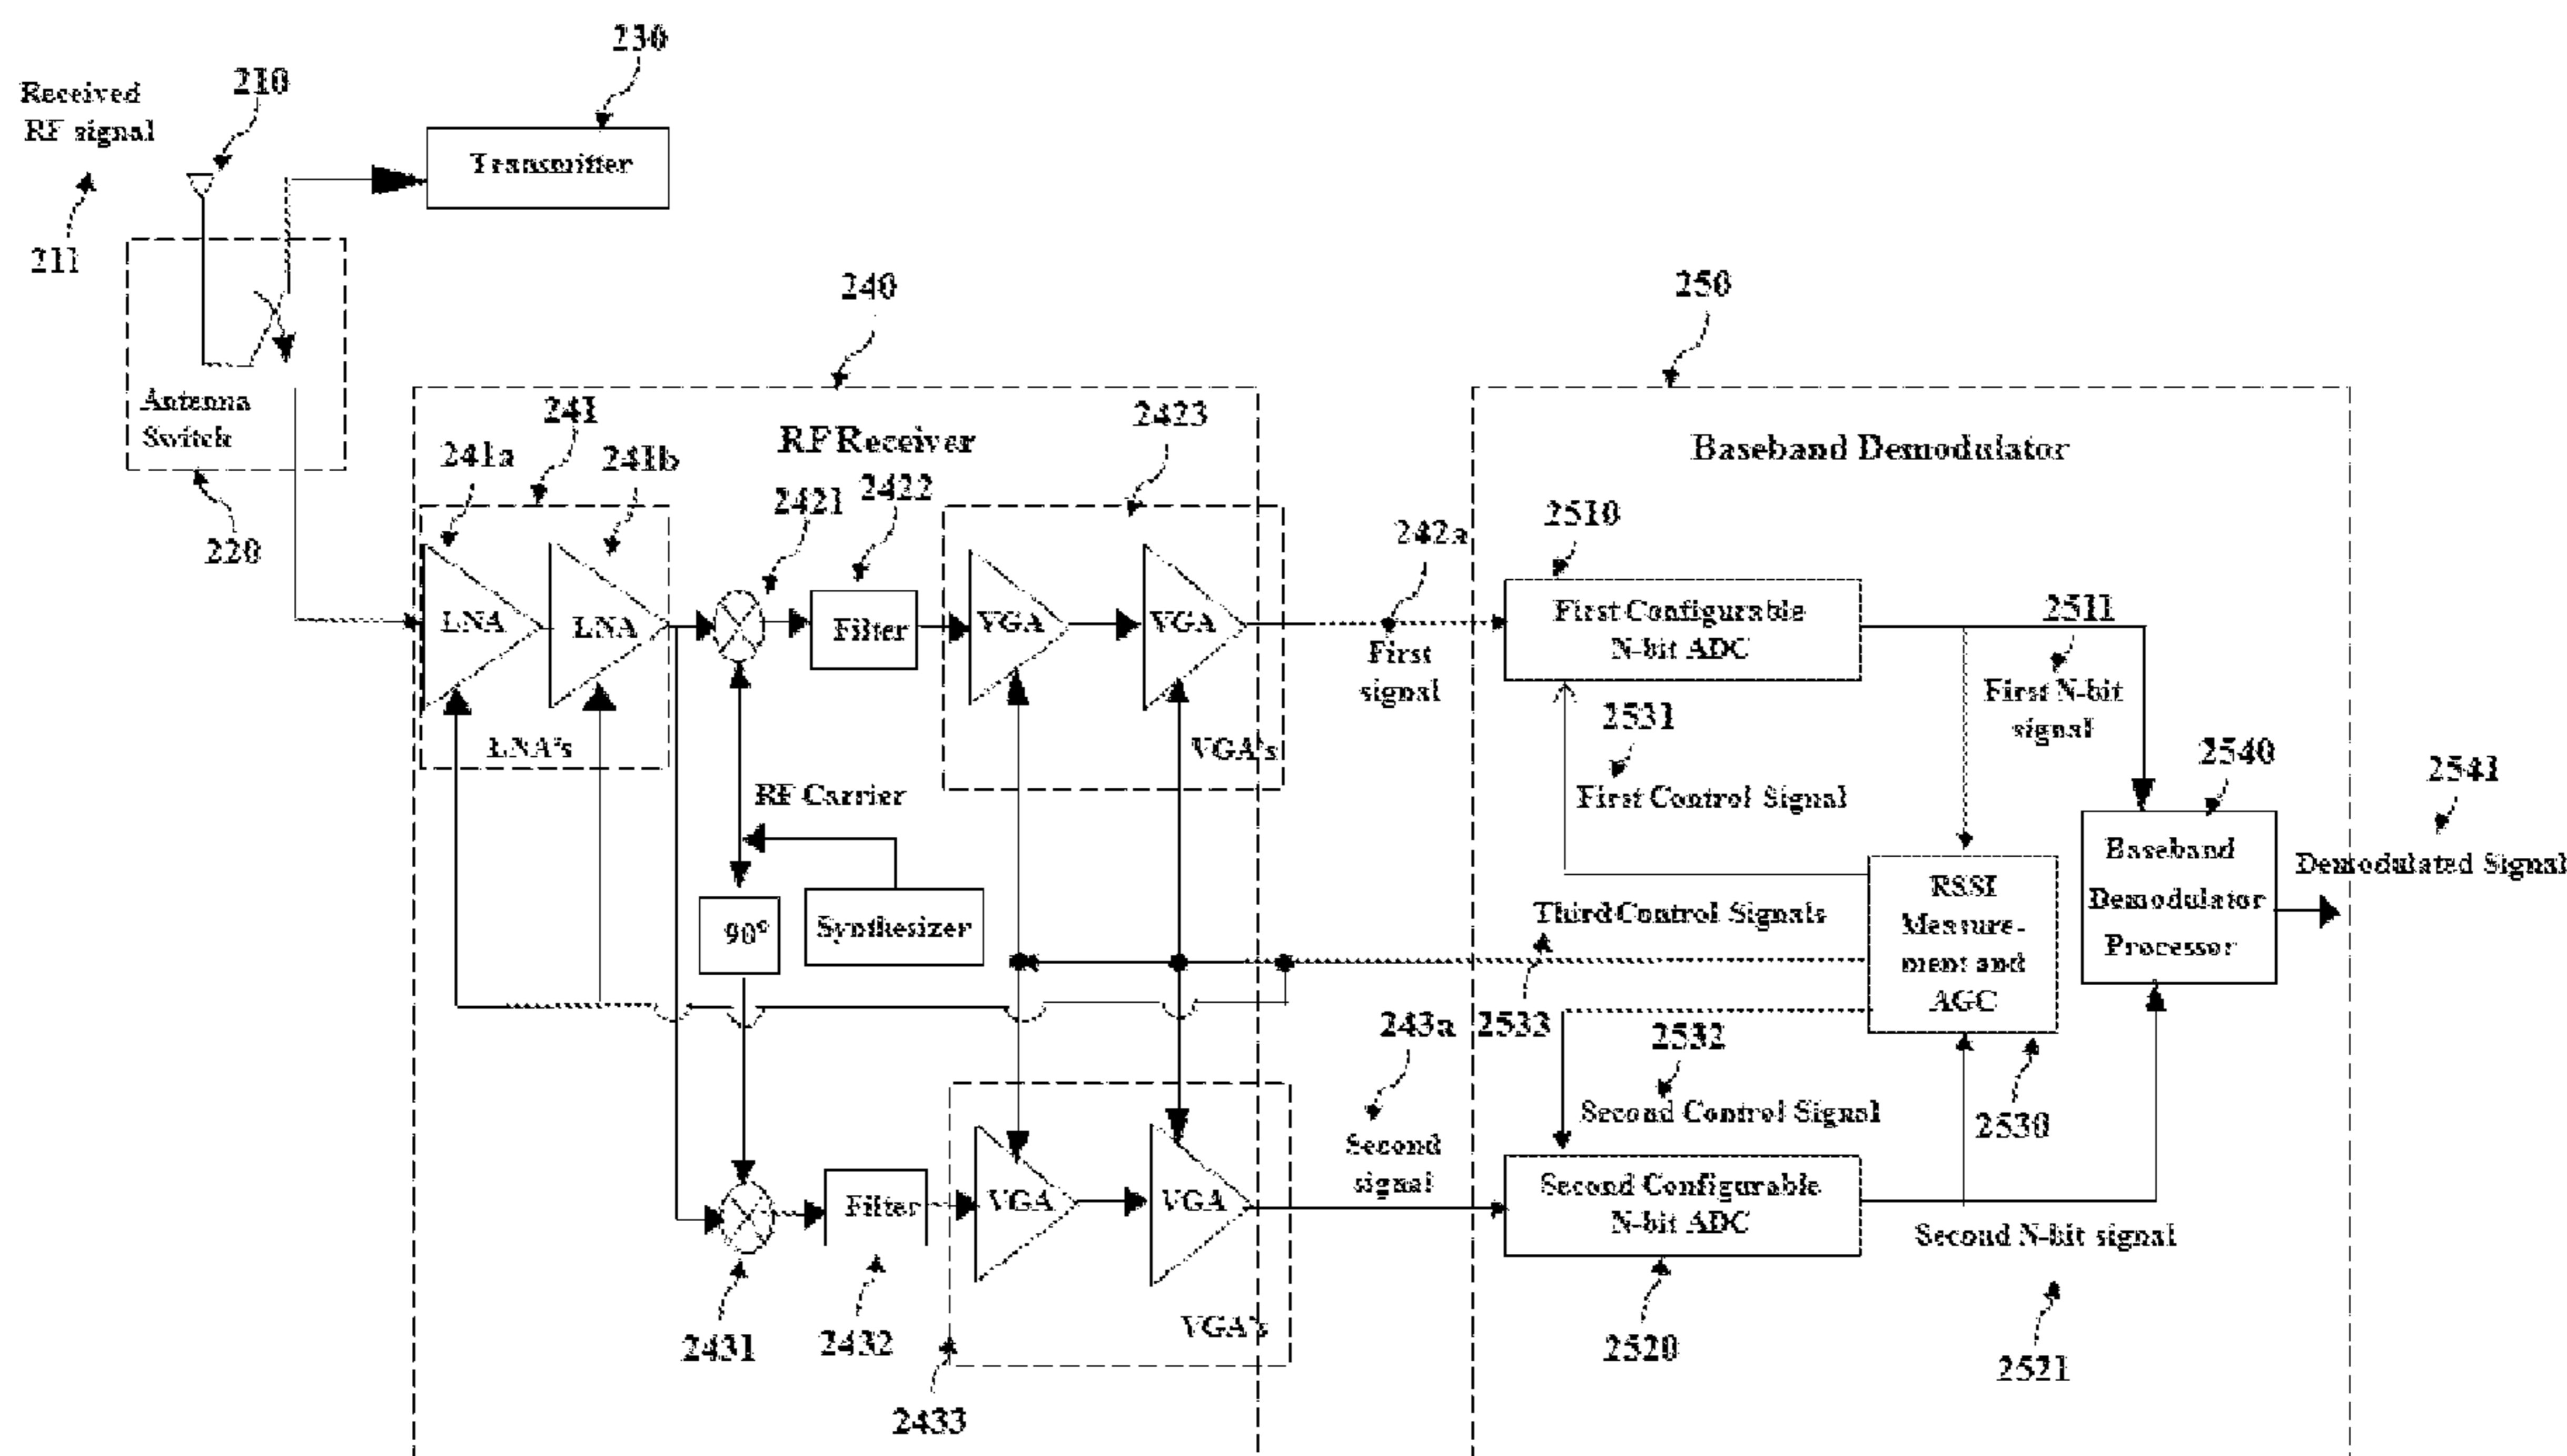 230
Received
RF signal
210
Transmitter
211
240
250
Antenna
Switch
220
241
241a
241b
RF Receiver
2421
2422
2423
Baseband Demodulator
LNA
LNA
Filter
VGA
VGA
LNA's
VGA's
242a
First
signal
2510
First Configurable
N-bit ADC
2511
First N-bit
signal
2531
First Control Signal
2540
2541
RF Carrier
90°
Synthesizer
Third Control Signals
2533
RSSI
Measure-
ment and
AGC
Baseband
Demodulator
Processor
Demodulated Signal
243a
Second
signal
2532
Second Control Signal
2530
Filter
VGA
VGA
Second Configurable
N-bit ADC
Second N-bit signal
VGA's
2431
2432
2433
2520
2521